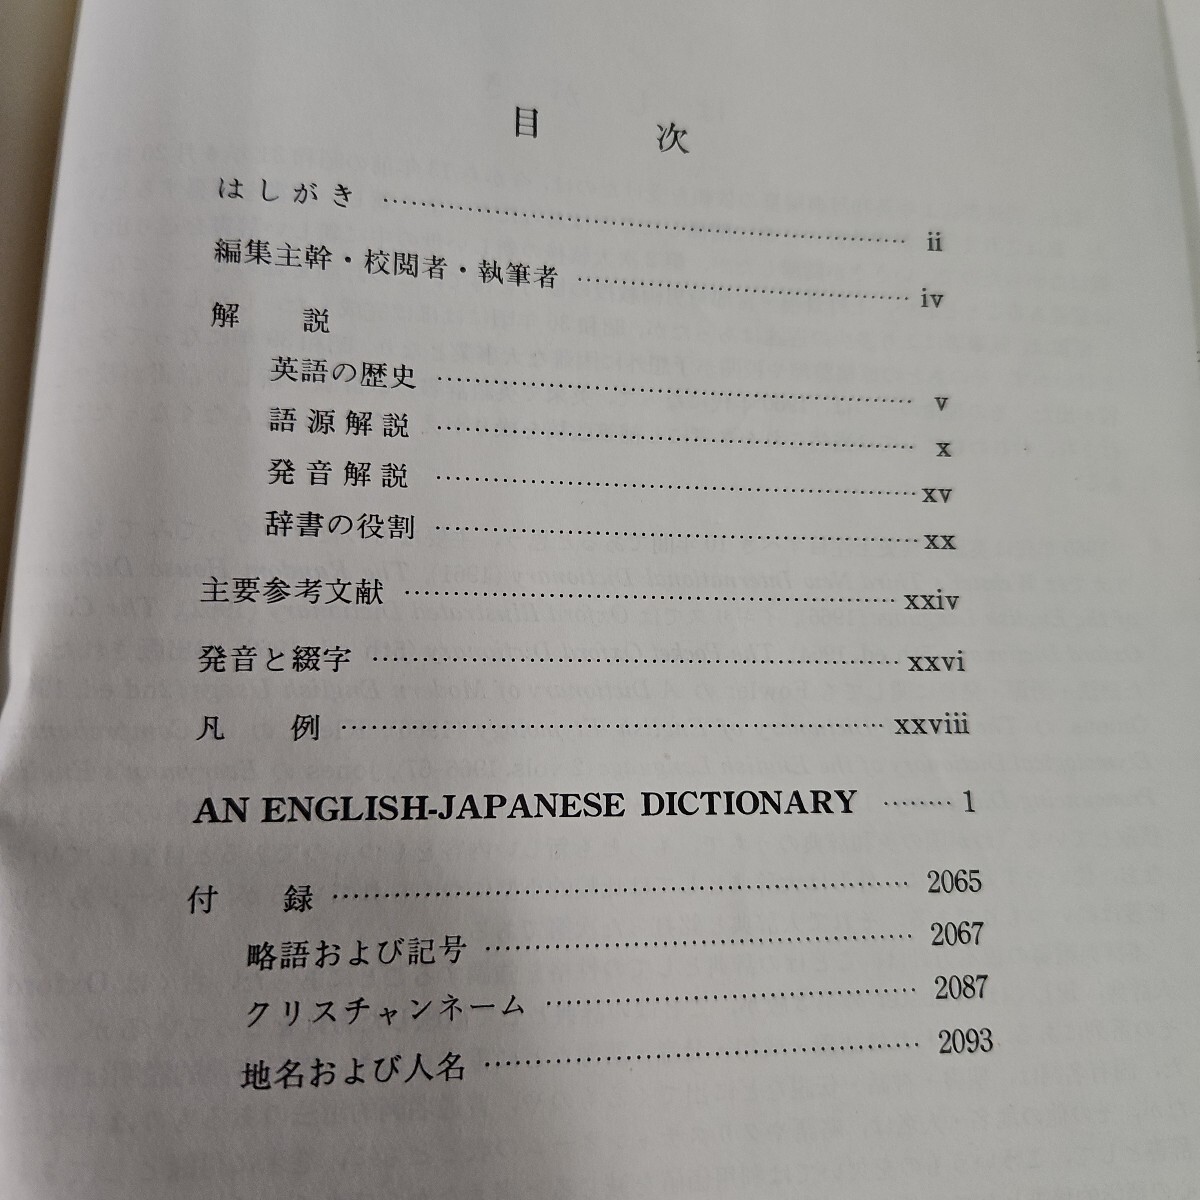 目 次
はしがき ……………… ii
編集主幹・校閲者・執筆者 ……………… iv
解 説
英語の歴史 ……………… v
語源解説 ……………… x
発音解説 ……………… xv
辞書の役割 ……………… xx
主要参考文献 ……………… xxiv
発音と綴字 ……………… xxvi
凡 例 ……………… xxviii
AN ENGLISH-JAPANESE DICTIONARY ……… 1
付 録 ……………… 2065
略語および記号 ……………… 2067
クリスチャンネーム ……………… 2087
地名および人名 ……………… 2093